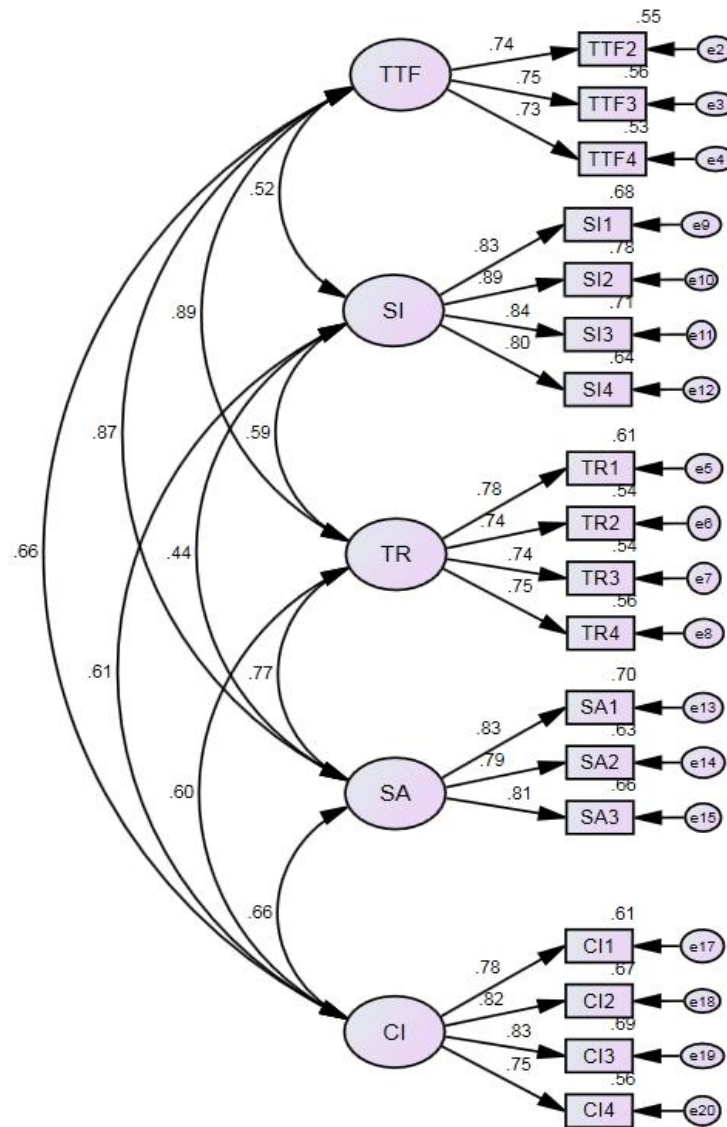 .55
.74
TTF2
e2
.56
TTF
.75
TTF3
e3
.73
.53
TTF4
e4
.52
.68
.83
SI1
e9
.78
.89
SI2
e10
.71
SI
.84
SI3
e11
.89
.80
.64
SI4
e12
.87
.59
.61
.78
TR1
e5
.54
.74
TR2
e6
.54
TR
.74
TR3
e7
.66
.44
.75
.56
TR4
e8
.61
.77
.70
.83
SA1
e13
.63
.79
SA2
e14
.66
SA
.60
.81
SA3
e15
.66
.61
.78
CI1
e17
.67
.82
CI2
e18
.69
CI
.83
CI3
e19
.75
.56
CI4
e20